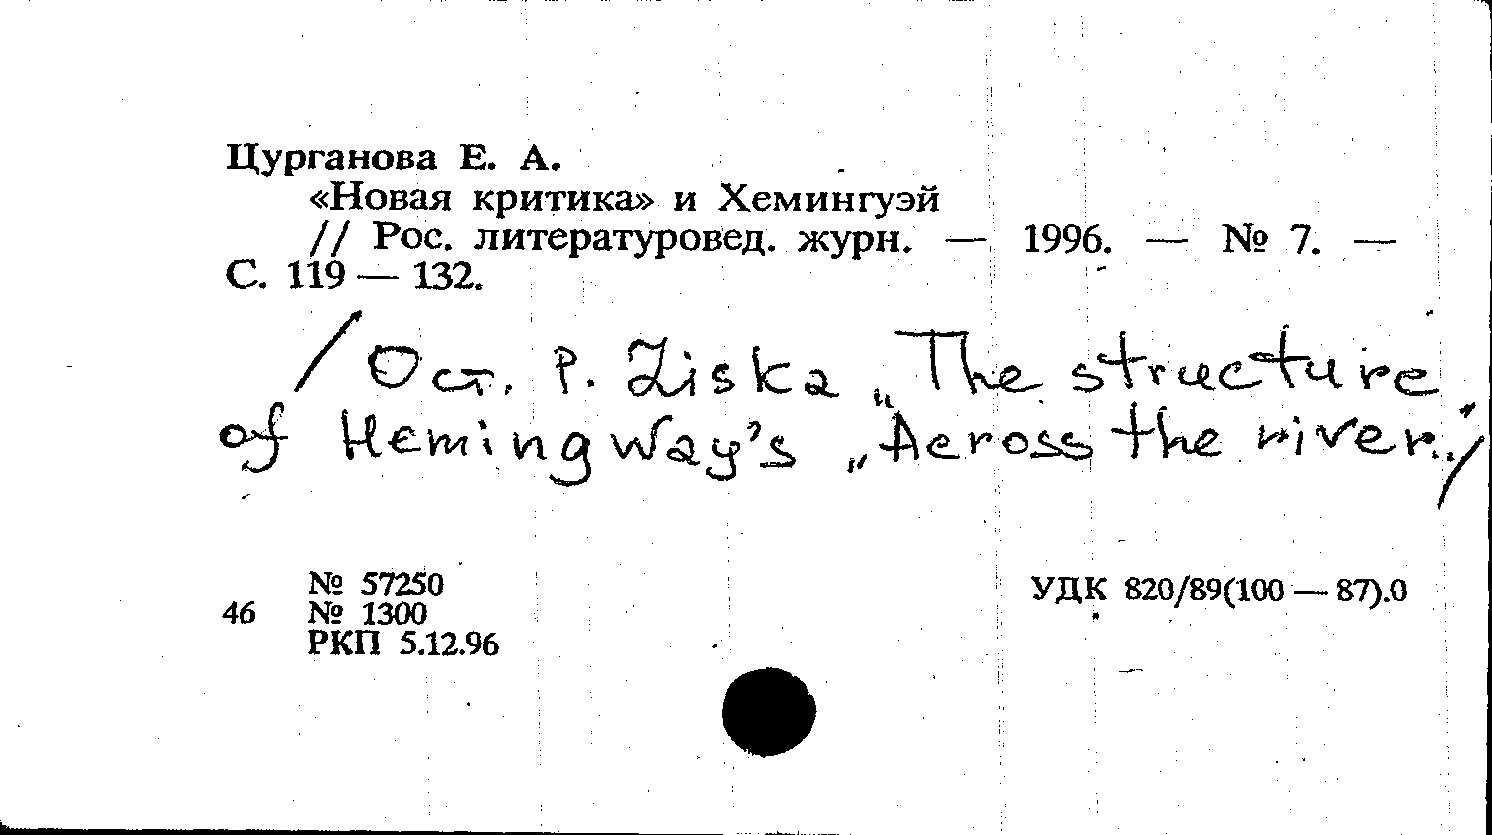 Цурганова Е. А.
«Новая критика» и Хемингуэй
// Рос. литературовед. журн. — 1996. — № 7. —
С. 119 — 132.
/ Ост. P. Liska „The structure
of Hemingway's „Across the river.."/
№ 57250
46 № 1300
РКП 5.12.96
УДК 820/89(100 — 87).0